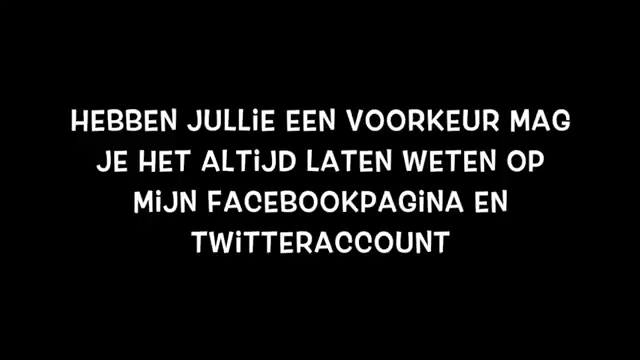 HEBBEN JULLIE EEN VOORKEUR MAG
JE HET ALTIJD LATEN WETEN OP
MIJN FACEBOOKPAGINA EN
TWITTERACCOUNT